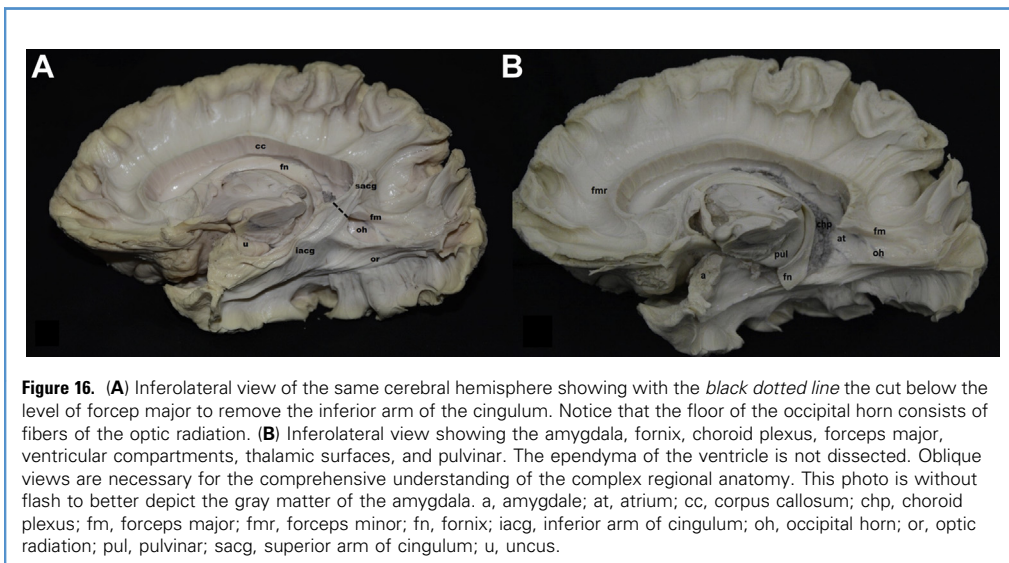 A
B
cc
fn
sacg
fmr
fm
chp
fm
oh
at
u
iacg
or
pul
oh
a
fn
Figure 16. (A) Inferolateral view of the same cerebral hemisphere showing with the black dotted line the cut below the
level of forcep major to remove the inferior arm of the cingulum. Notice that the floor of the occipital horn consists of
fibers of the optic radiation. (B) Inferolateral view showing the amygdala, fornix, choroid plexus, forceps major,
ventricular compartments, thalamic surfaces, and pulvinar. The ependyma of the ventricle is not dissected. Oblique
views are necessary for the comprehensive understanding of the complex regional anatomy. This photo is without
flash to better depict the gray matter of the amygdala. a, amygdale; at, atrium; cc, corpus callosum; chp, choroid
plexus; fm, forceps major; fmr, forceps minor; fn, fornix; iacg, inferior arm of cingulum; oh, occipital horn; or, optic
radiation; pul, pulvinar; sacg, superior arm of cingulum; u, uncus.